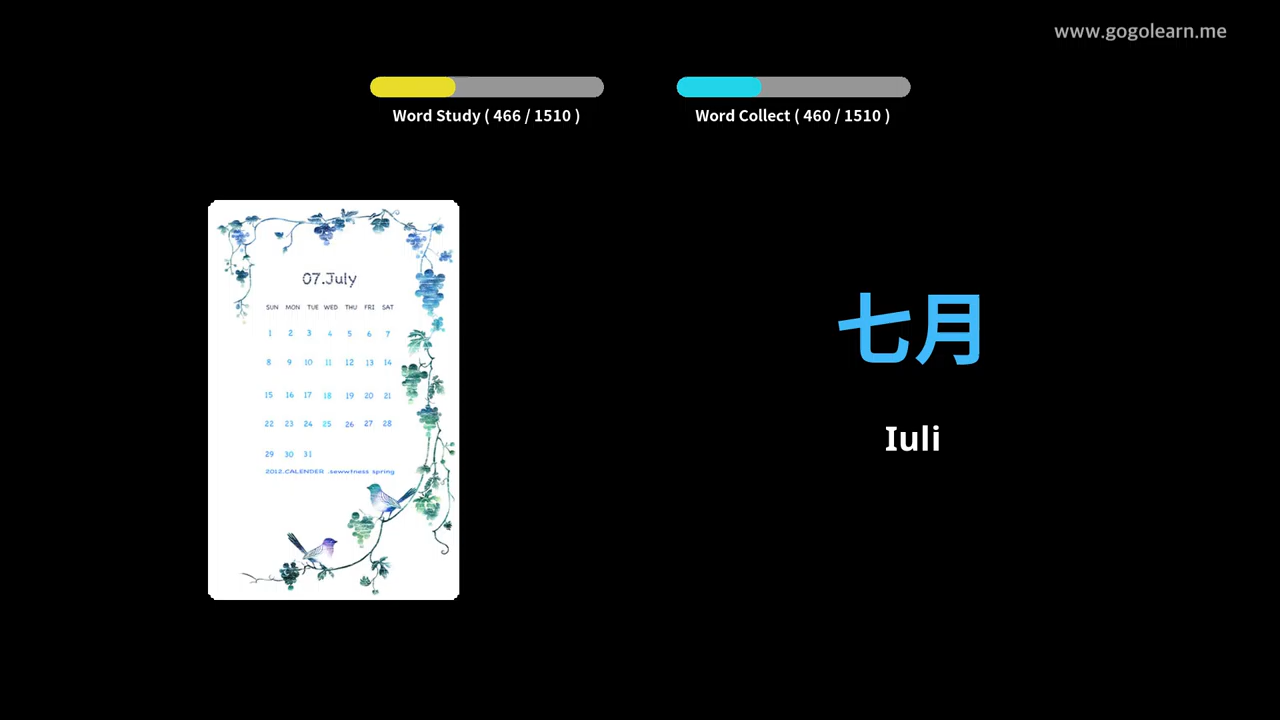 www.gogolearn.me
Word Study ( 466 / 1510 )
Word Collect ( 460 / 1510 )
07.July
SUN MON TUE WED THU FRI SAT
1 2 3 4 5 6 7
8 9 10 11 12 13 14
15 16 17 18 19 20 21
22 23 24 25 26 27 28
29 30 31
2012.CALENDER .sewwtness spring
七月
Iuli